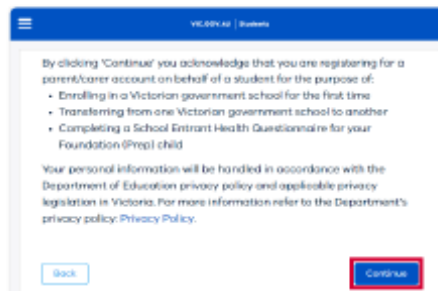 VIC.GOV.AU | Students
By clicking 'Continue' you acknowledge that you are registering for a
parent/carer account on behalf of a student for the purpose of:
• Enrolling in a Victorian government school for the first time
• Transferring from one Victorian government school to another
• Completing a School Entrant Health Questionnaire for your
Foundation (Prep) child
Your personal information will be handled in accordance with the
Department of Education privacy policy and applicable privacy
legislation in Victoria. For more information refer to the Department's
privacy policy: Privacy Policy.
Back
Continue